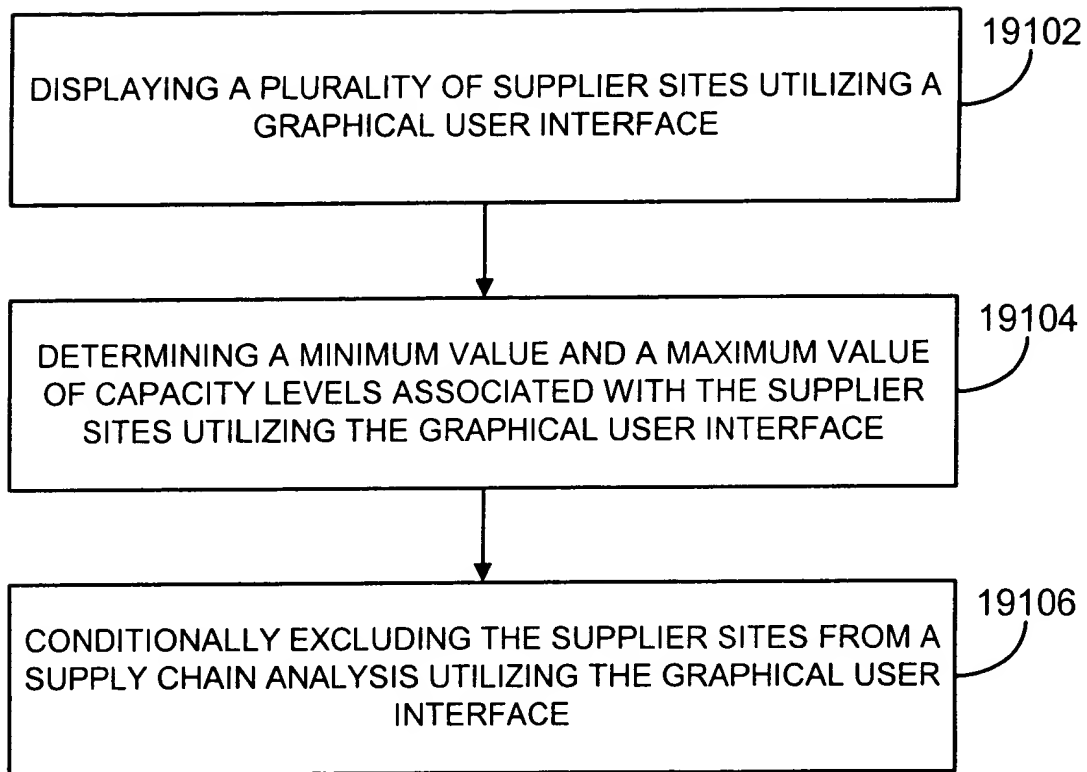 19102
DISPLAYING A PLURALITY OF SUPPLIER SITES UTILIZING A
GRAPHICAL USER INTERFACE
19104
DETERMINING A MINIMUM VALUE AND A MAXIMUM VALUE
OF CAPACITY LEVELS ASSOCIATED WITH THE SUPPLIER
SITES UTILIZING THE GRAPHICAL USER INTERFACE
19106
CONDITIONALLY EXCLUDING THE SUPPLIER SITES FROM A
SUPPLY CHAIN ANALYSIS UTILIZING THE GRAPHICAL USER
INTERFACE